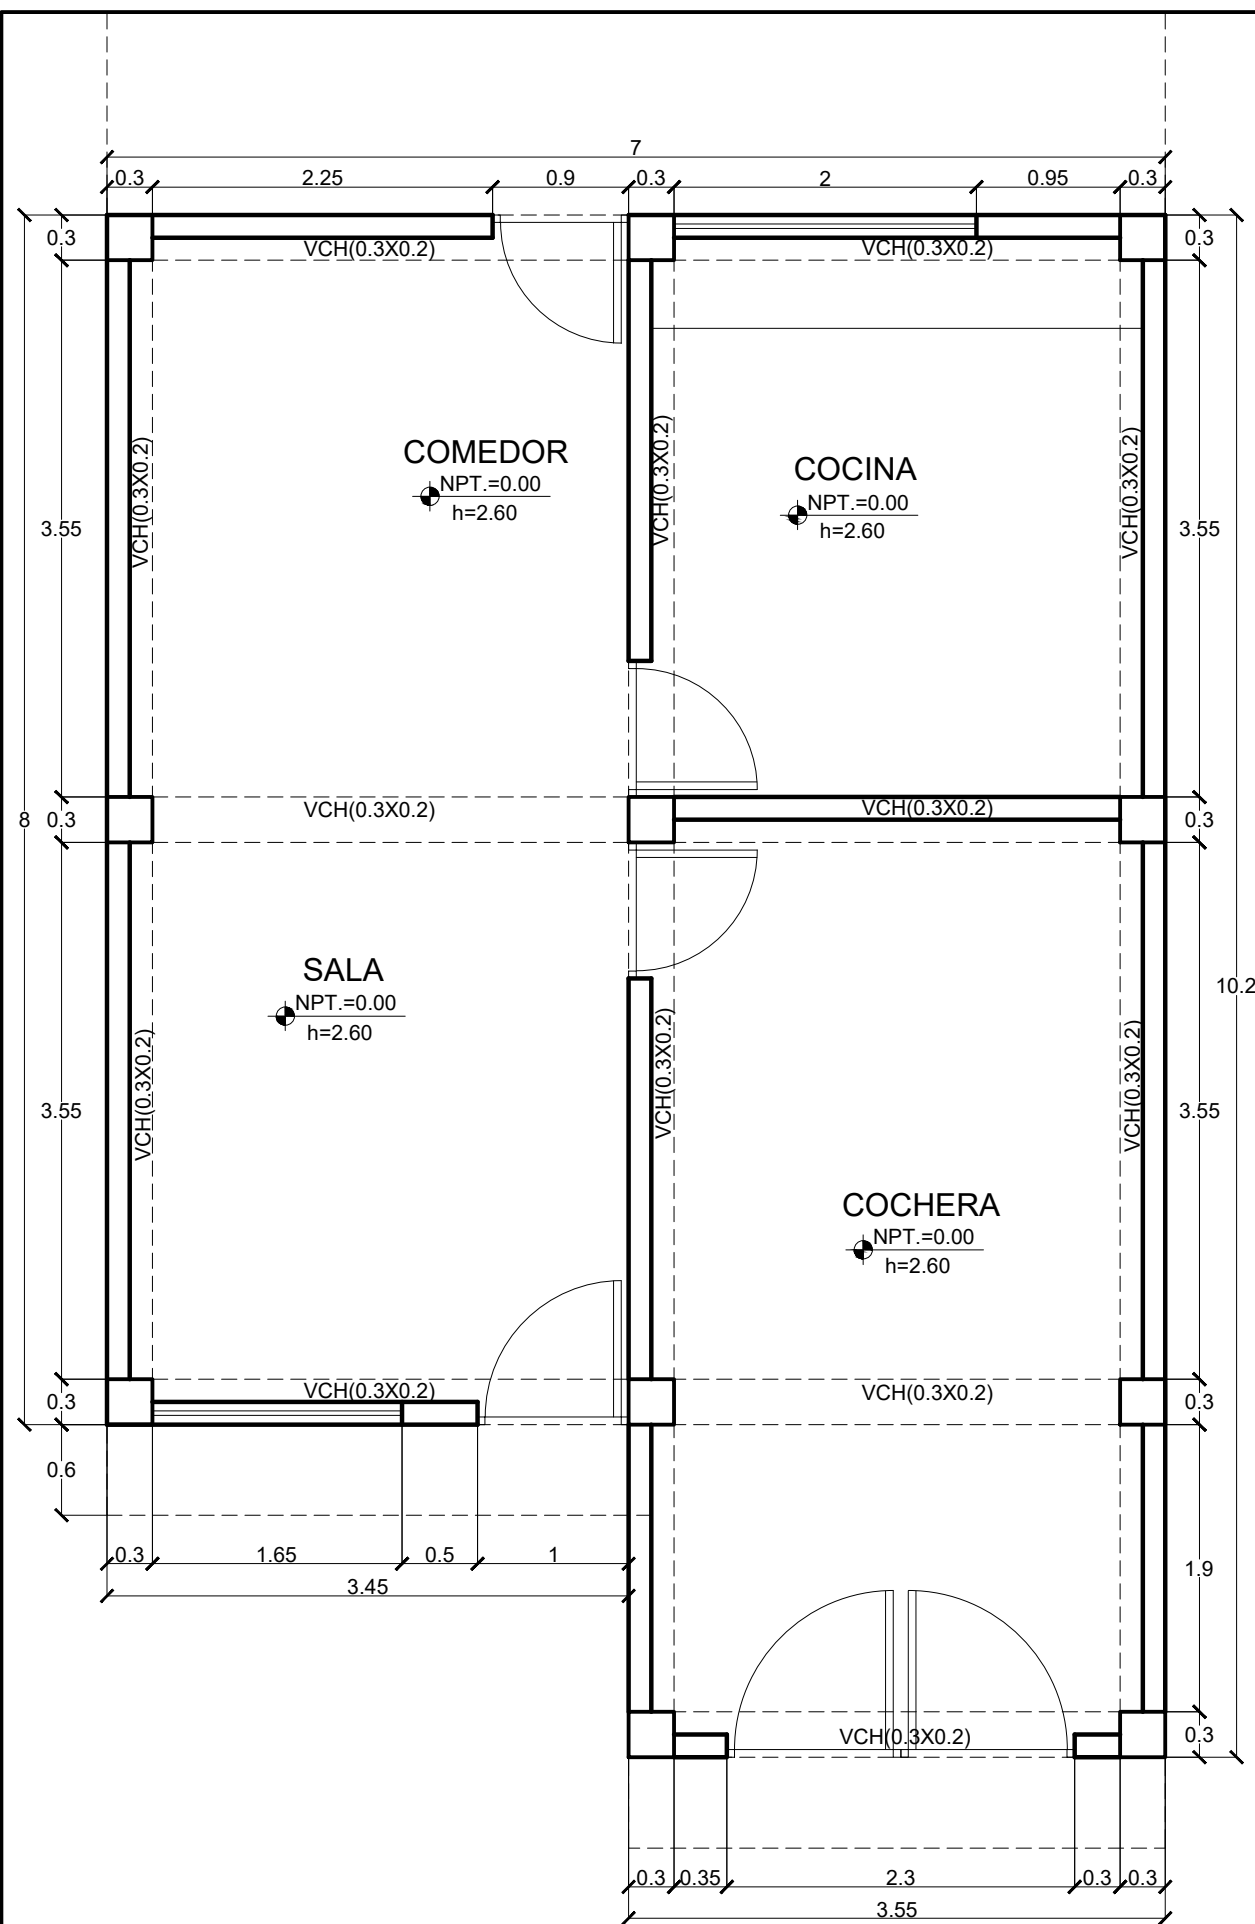 7
0.3 2.25 0.9 0.3 2 0.95 0.3
0.3 VCH(0.3X0.2) VCH(0.3X0.2) 0.3
COMEDOR
NPT.=0.00
h=2.60
COCINA
NPT.=0.00
h=2.60
VCH(0.3X0.2)
VCH(0.3X0.2)
VCH(0.3X0.2)
3.55 3.55
8 0.3 VCH(0.3X0.2) VCH(0.3X0.2) 0.3
SALA
NPT.=0.00
h=2.60
10.2
VCH(0.3X0.2)
VCH(0.3X0.2)
VCH(0.3X0.2)
3.55 3.55
COCHERA
NPT.=0.00
h=2.60
0.3 VCH(0.3X0.2) VCH(0.3X0.2) 0.3
0.6
0.3 1.65 0.5 1 1.9
3.45
VCH(0.3X0.2) 0.3
0.3 0.35 2.3 0.3 0.3
3.55